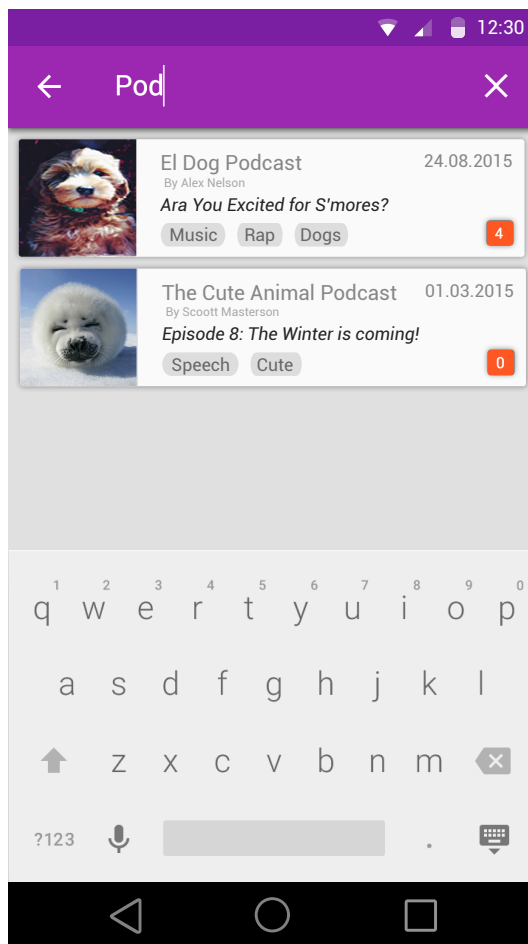 12:30
Pod
El Dog Podcast 24.08.2015
By Alex Nelson
Ara You Excited for S'mores?
Music Rap Dogs 4
The Cute Animal Podcast 01.03.2015
By Scoott Masterson
Episode 8: The Winter is coming!
Speech Cute 0
1 2 3 4 5 6 7 8 9 0
q w e r t y u i o p
a s d f g h j k l
z x c v b n m
?123 .